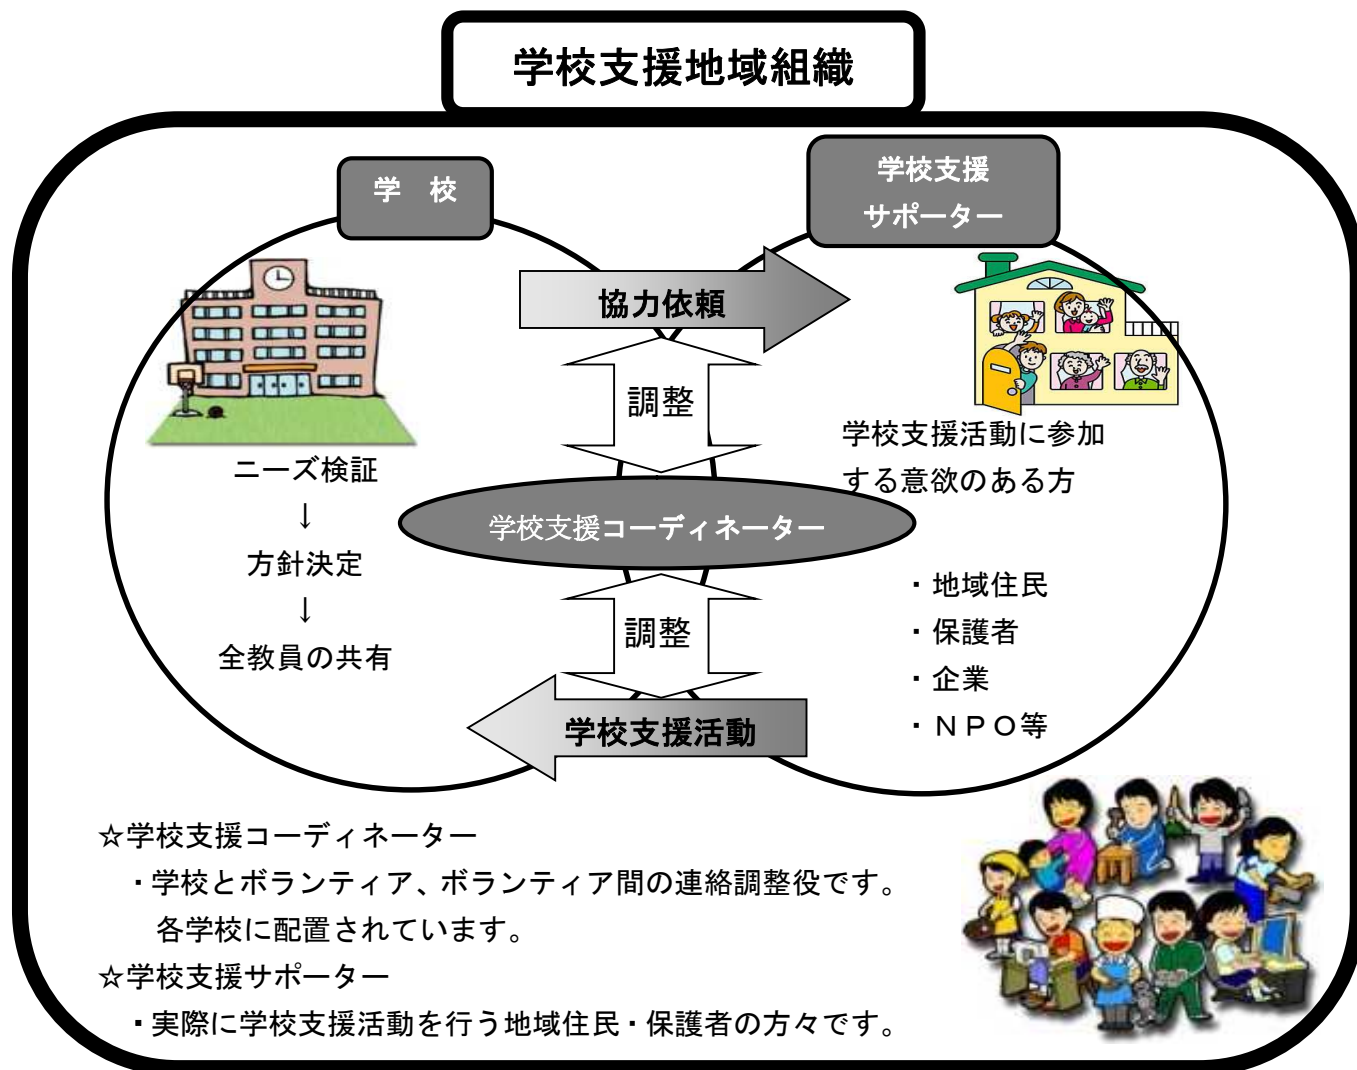 学校支援地域組織
学　校
学校支援
サポーター
協力依頼
調整
ニーズ検証
↓
方針決定
↓
全教員の共有
学校支援活動に参加
する意欲のある方
学校支援コーディネーター
・地域住民
・保護者
・企業
・ＮＰＯ等
調整
学校支援活動
☆学校支援コーディネーター
・学校とボランティア、ボランティア間の連絡調整役です。
各学校に配置されています。
☆学校支援サポーター
・実際に学校支援活動を行う地域住民・保護者の方々です。